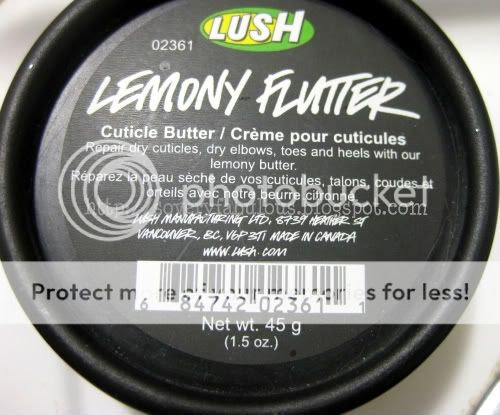 LUSH
02361
LEMONY FLUTTER
Cuticle Butter / Crème pour cuticules
Repair dry cuticles, dry elbows, toes and heels with our
lemony butter.
Réparez la peau sèche de vos cuticules, talons, coudes et
orteils avec notre beurre citronné.
photobucket
LUSH MANUFACTURING LTD, 8739 HEATHER ST
VANCOUVER, BC, V6P 3T1 MADE IN CANADA
WWW.LUSH.COM
Protect more of your memories for less!
6 84742 02361 1
Net wt. 45 g
(1.5 oz.)